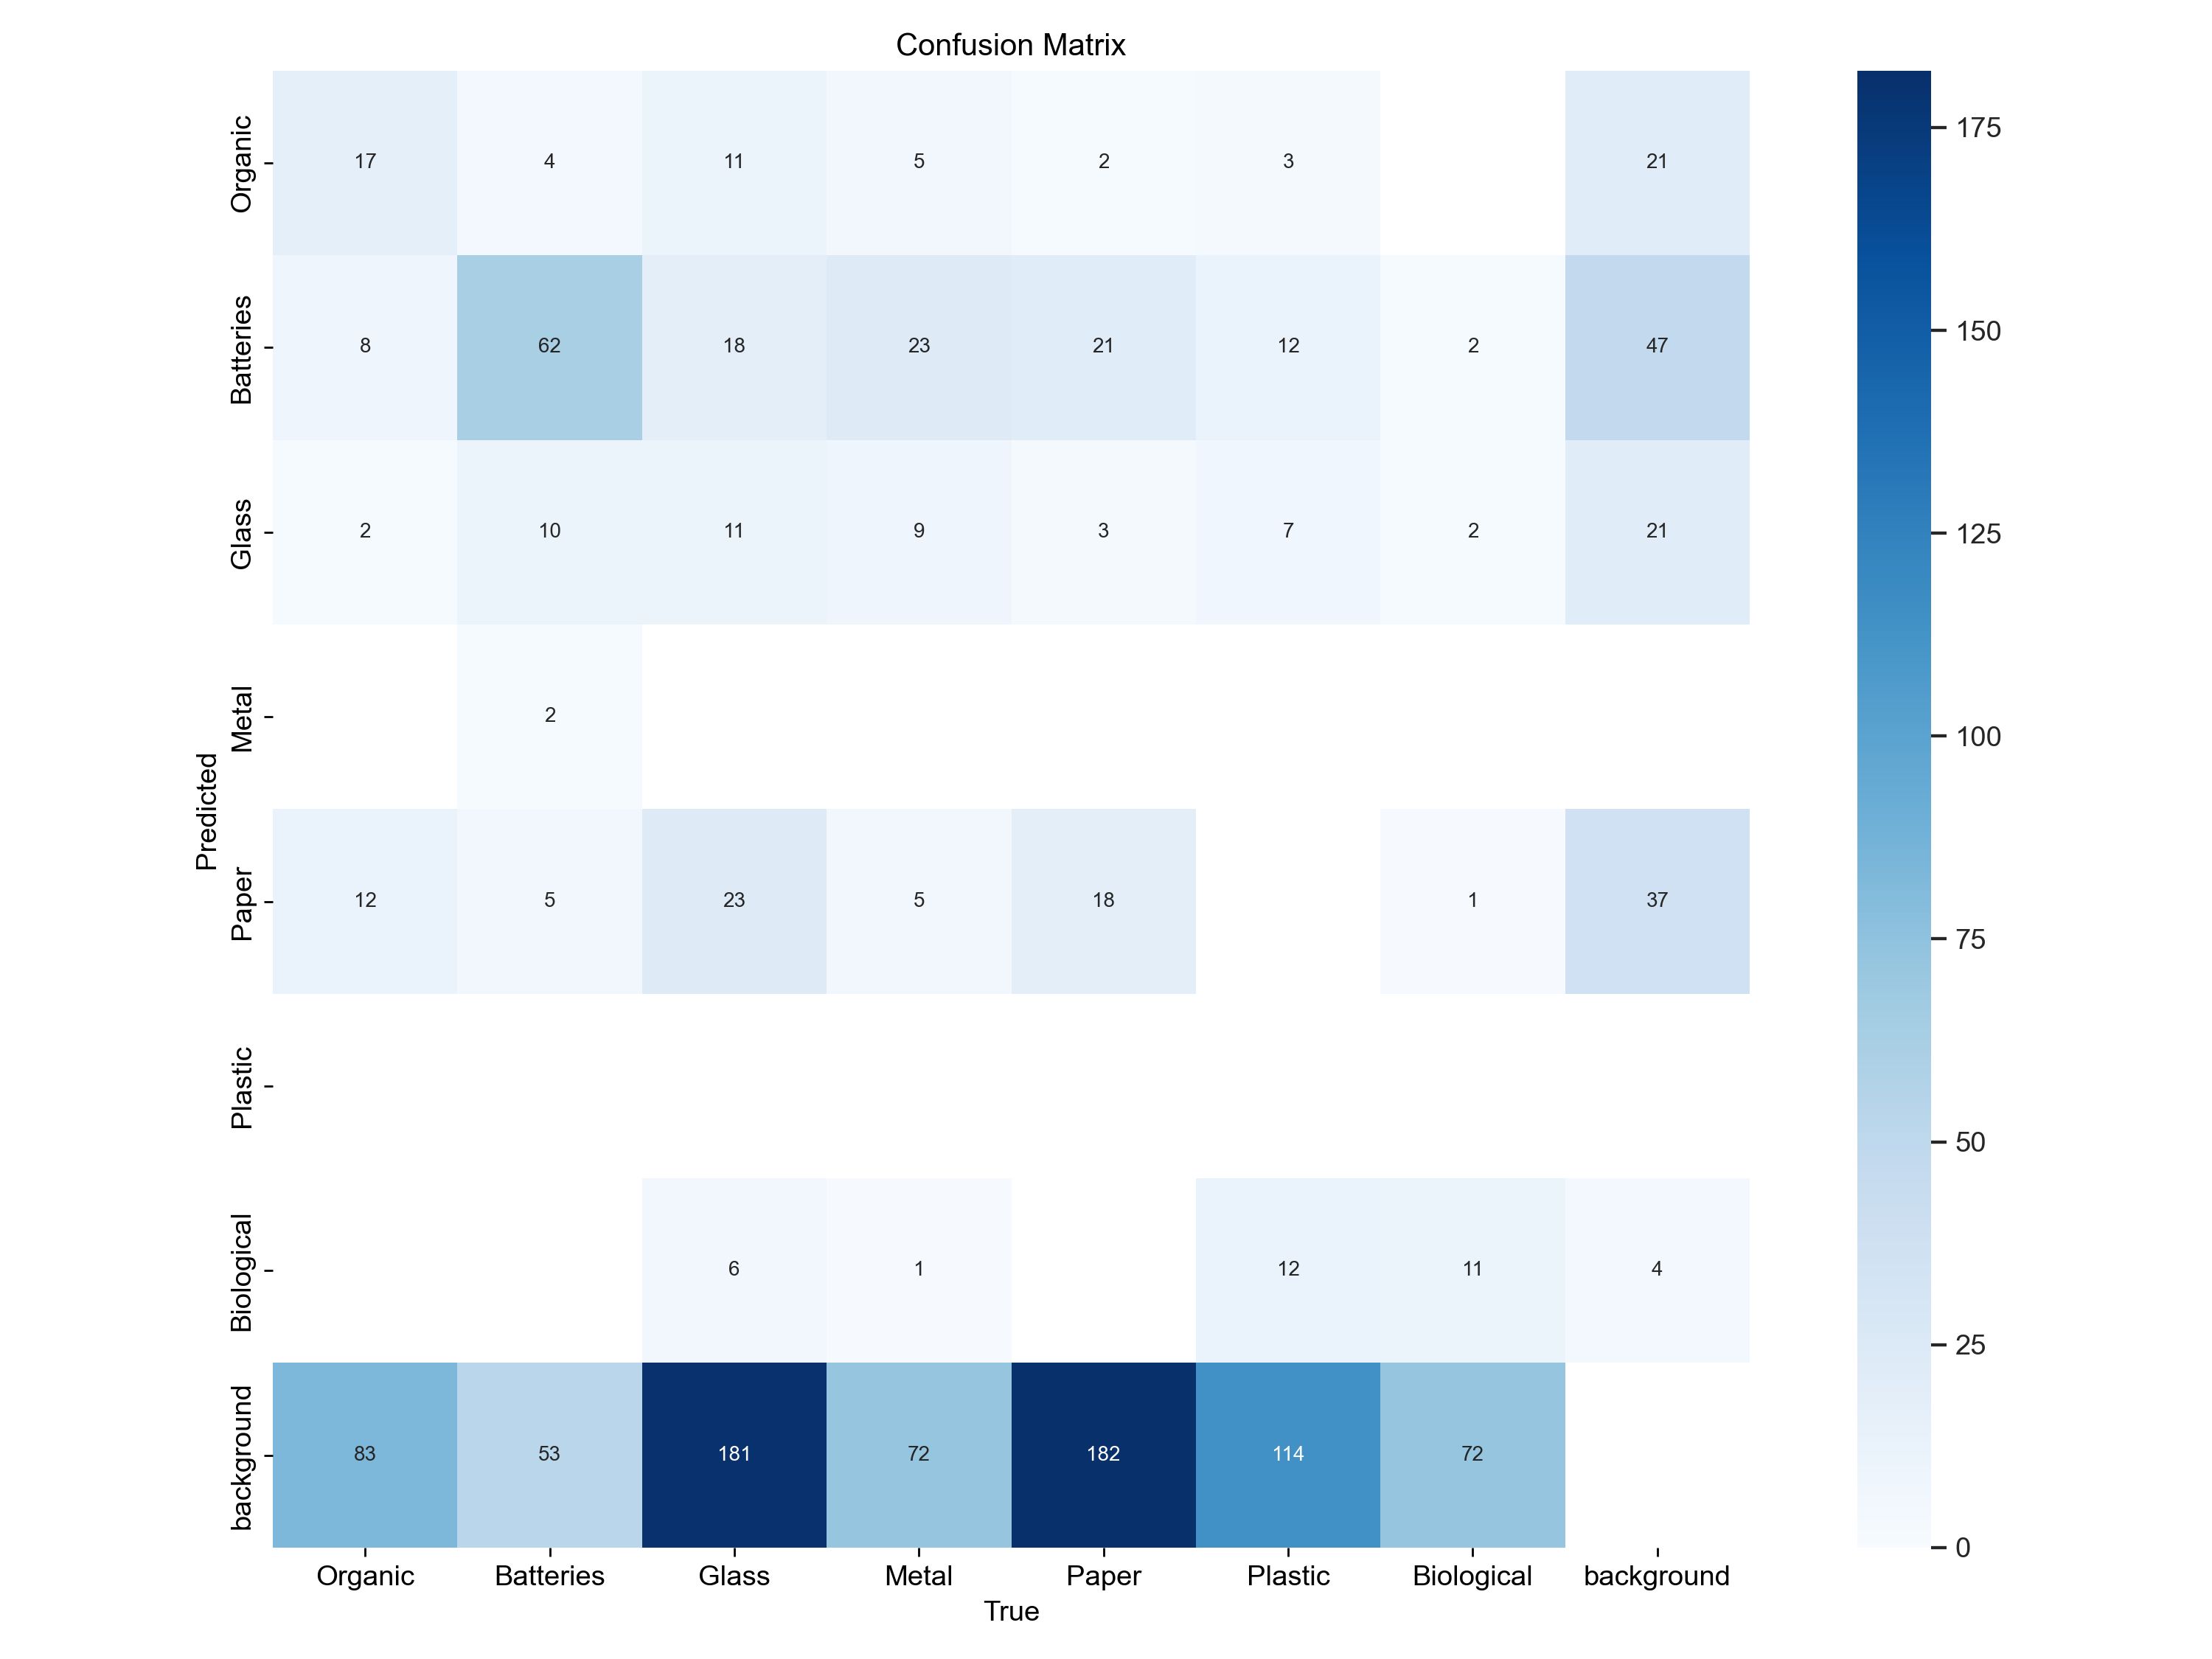 Confusion Matrix
Organic 17 4 11 5 2 3 21
Batteries 8 62 18 23 21 12 2 47
Glass 2 10 11 9 3 7 2 21
Metal 2
Paper 12 5 23 5 18 1 37
Plastic
Biological 6 1 12 11 4
background 83 53 181 72 182 114 72
Organic Batteries Glass Metal Paper Plastic Biological background
True
Predicted
175
150
125
100
75
50
25
0